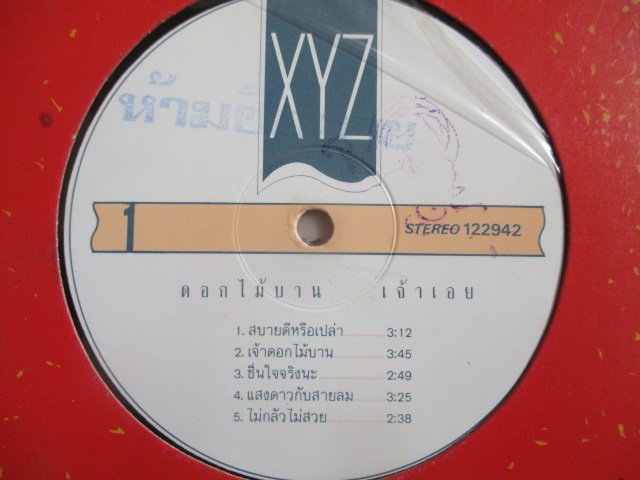 XYZ
1 STEREO 122942
ดอกไม้บาน เจ้าเอย
1. สบายดีหรือเปล่า 3:12
2. เจ้าดอกไม้บาน 3:45
3. ชื่นใจจริงนะ 2:49
4. แสงดาวกับสายลม 3:25
5. ไม่กลัวไม่สวย 2:38